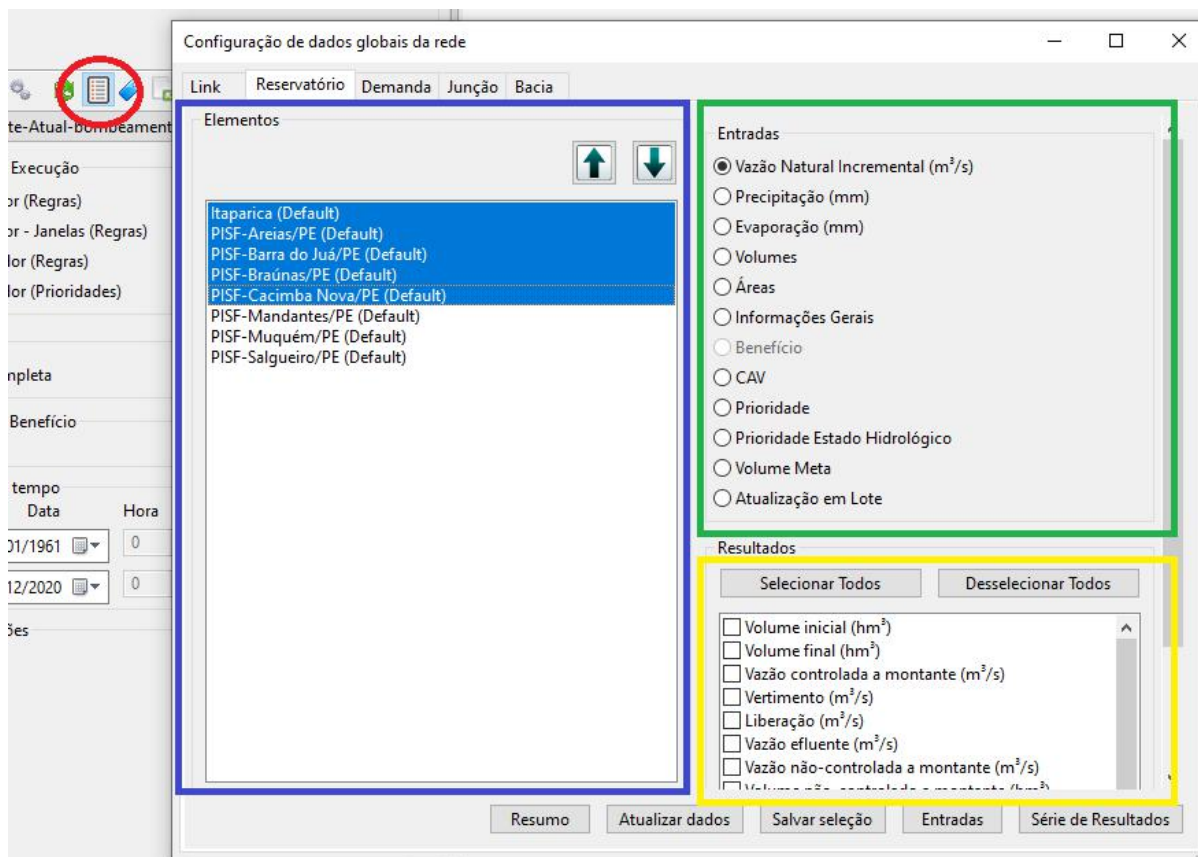 Configuração de dados globais da rede
Link Reservatório Demanda Junção Bacia
Elementos
Itaparica (Default)
PISF-Areias/PE (Default)
PISF-Barra do Juá/PE (Default)
PISF-Braúnas/PE (Default)
PISF-Cacimba Nova/PE (Default)
PISF-Mandantes/PE (Default)
PISF-Muquém/PE (Default)
PISF-Salgueiro/PE (Default)
Entradas
Vazão Natural Incremental (m³/s)
Precipitação (mm)
Evaporação (mm)
Volumes
Áreas
Informações Gerais
Benefício
CAV
Prioridade
Prioridade Estado Hidrológico
Volume Meta
Atualização em Lote
Resultados
Selecionar Todos Desselecionar Todos
Volume inicial (hm³)
Volume final (hm³)
Vazão controlada a montante (m³/s)
Vertimento (m³/s)
Liberação (m³/s)
Vazão efluente (m³/s)
Vazão não-controlada a montante (m³/s)
Resumo Atualizar dados Salvar seleção Entradas Série de Resultados
te-Atual-bombeament
Execução
or (Regras)
or - Janelas (Regras)
lor (Regras)
lor (Prioridades)
mpleta
Benefício
tempo
Data Hora
01/1961 0
12/2020 0
ões